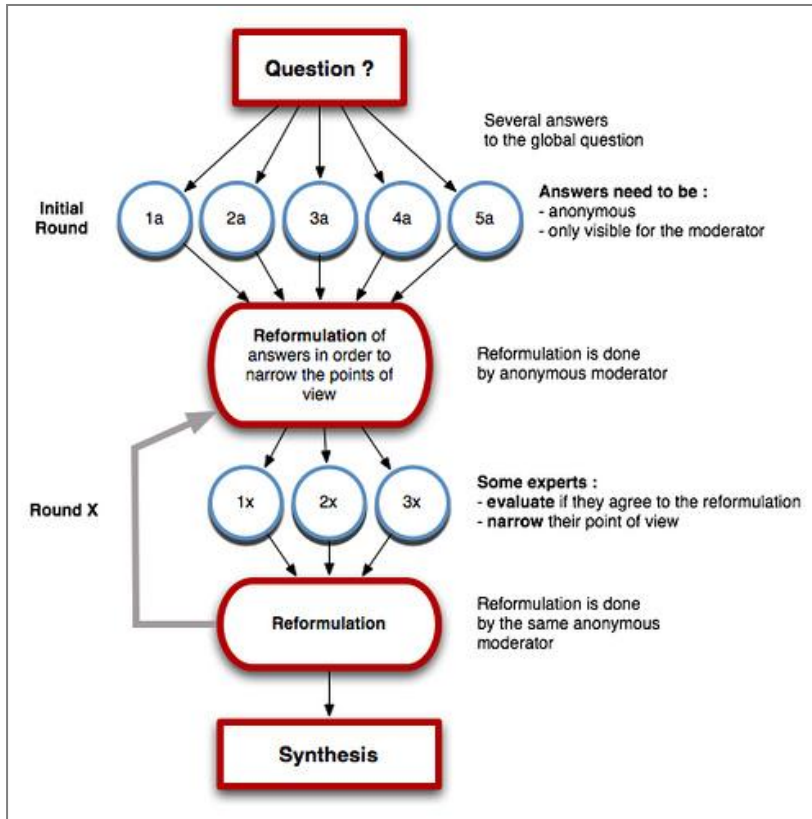 Question ?
Several answers
to the global question
Initial
Round
1a
2a
3a
4a
5a
Answers need to be :
- anonymous
- only visible for the moderator
Reformulation of
answers in order to
narrow the points of
view
Reformulation is done
by anonymous moderator
Round X
1x
2x
3x
Some experts :
- evaluate if they agree to the reformulation
- narrow their point of view
Reformulation
Reformulation is done
by the same anonymous
moderator
Synthesis